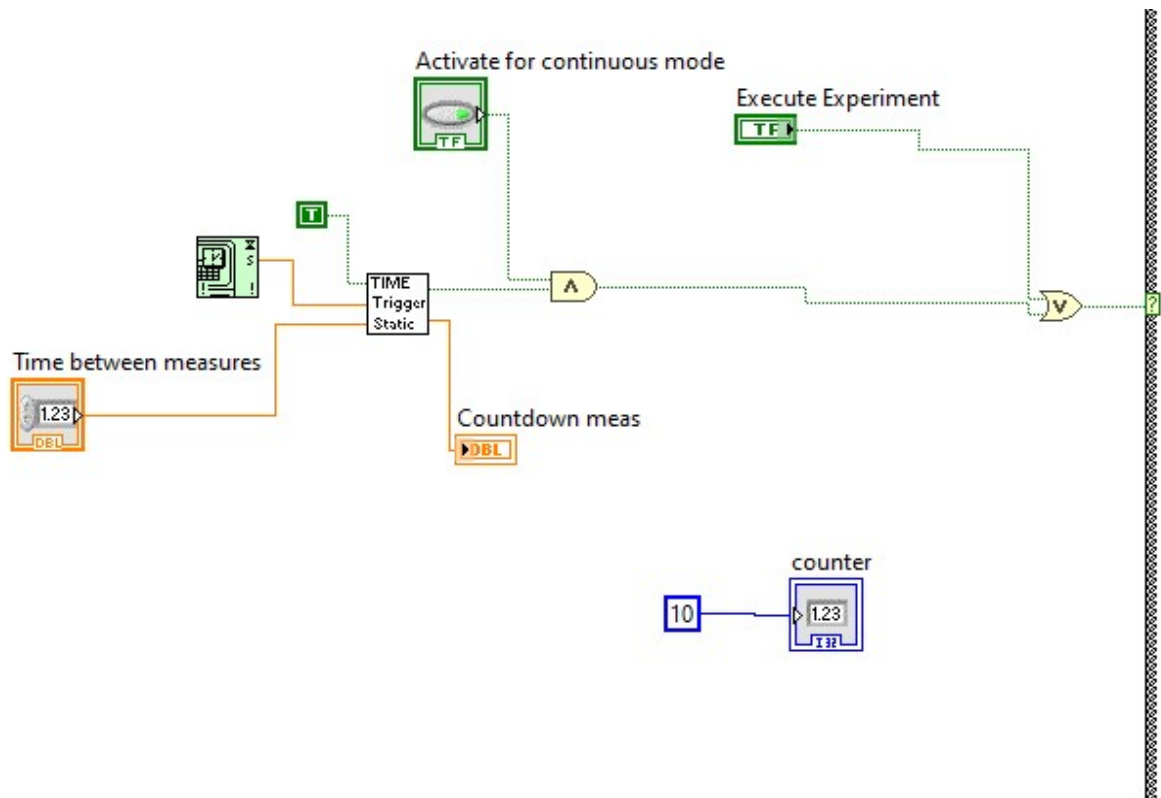 Activate for continuous mode
TF
Execute Experiment
TF
T
s
TIME
Trigger
Static
∧
V
?
Time between measures
1.23
DBL
Countdown meas
DBL
counter
10
1.23
I32